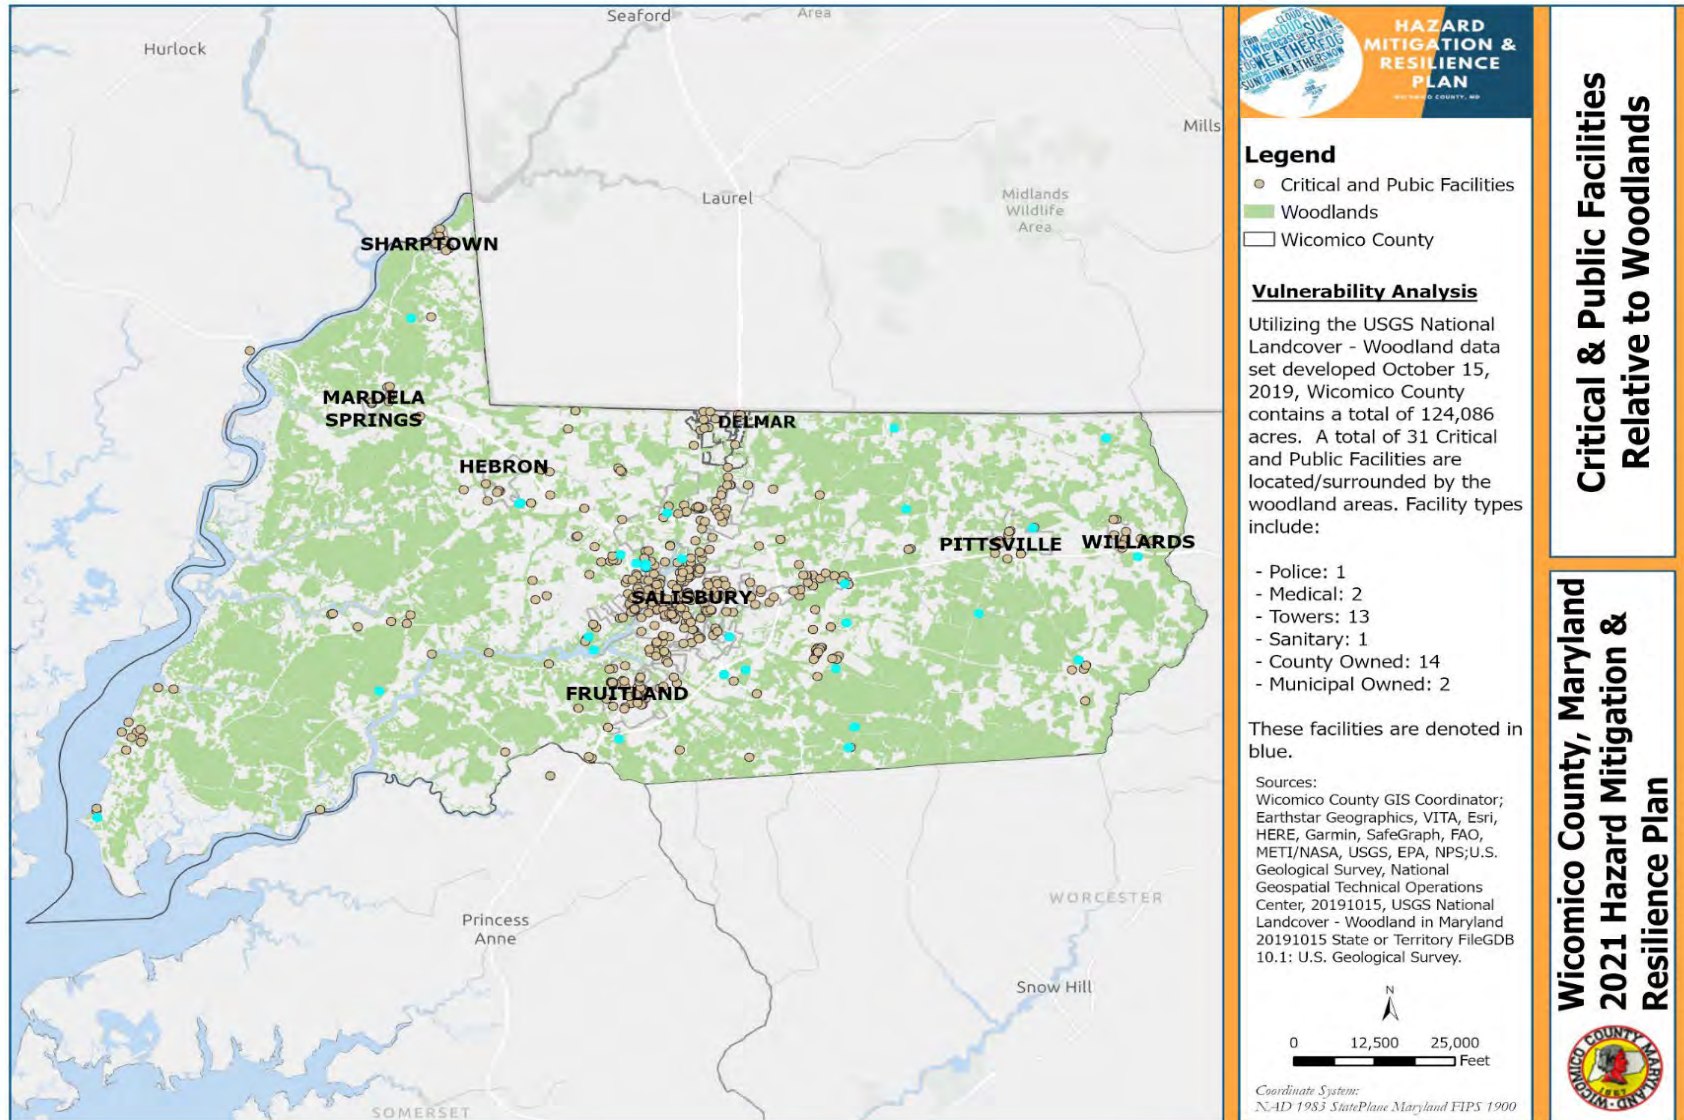 Seaford
Area
Hurlock
Mills
Laurel
Midlands
Wildlife
Area
SHARPTOWN
MARDELA
SPRINGS
DELMAR
HEBRON
PITTSVILLE
WILLARDS
SALISBURY
FRUITLAND
WORCESTER
Princess
Anne
Snow Hill
SOMERSET
HAZARD
MITIGATION &
RESILIENCE
PLAN
WICOMICO COUNTY, MD
Legend
Critical and Pubic Facilities
Woodlands
Wicomico County
Vulnerability Analysis
Utilizing the USGS National
Landcover - Woodland data
set developed October 15,
2019, Wicomico County
contains a total of 124,086
acres. A total of 31 Critical
and Public Facilities are
located/surrounded by the
woodland areas. Facility types
include:
- Police: 1
- Medical: 2
- Towers: 13
- Sanitary: 1
- County Owned: 14
- Municipal Owned: 2
These facilities are denoted in
blue.
Sources:
Wicomico County GIS Coordinator;
Earthstar Geographics, VITA, Esri,
HERE, Garmin, SafeGraph, FAO,
METI/NASA, USGS, EPA, NPS;U.S.
Geological Survey, National
Geospatial Technical Operations
Center, 20191015, USGS National
Landcover - Woodland in Maryland
20191015 State or Territory FileGDB
10.1: U.S. Geological Survey.
N
0 12,500 25,000
Feet
Coordinate System:
NAD 1983 StatePlane Maryland FIPS 1900
Critical & Public Facilities
Relative to Woodlands
Wicomico County, Maryland
2021 Hazard Mitigation &
Resilience Plan
WICOMICO COUNTY MARYLAND
1867